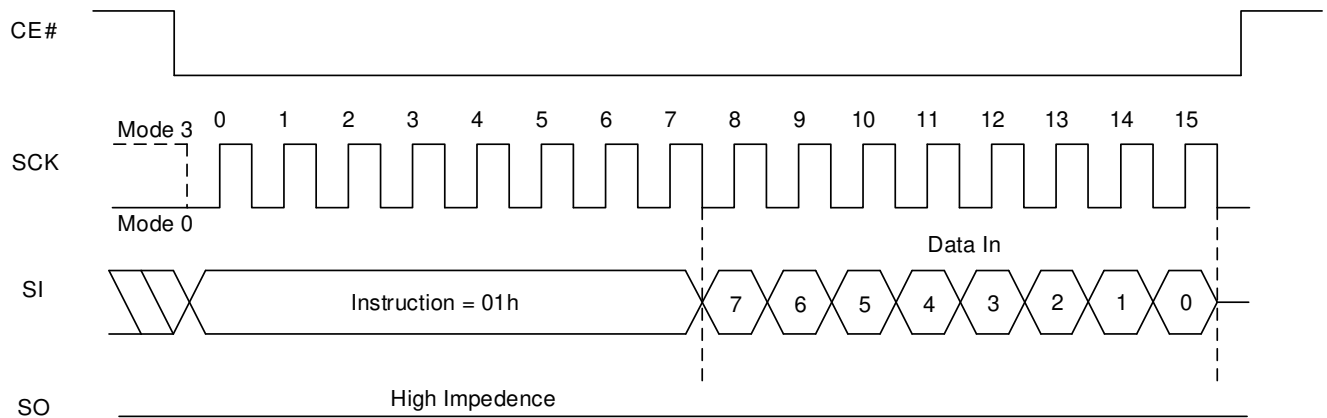 CE#
Mode 3 0 1 2 3 4 5 6 7 8 9 10 11 12 13 14 15
SCK
Mode 0
Data In
SI Instruction = 01h 7 6 5 4 3 2 1 0
High Impedence
SO